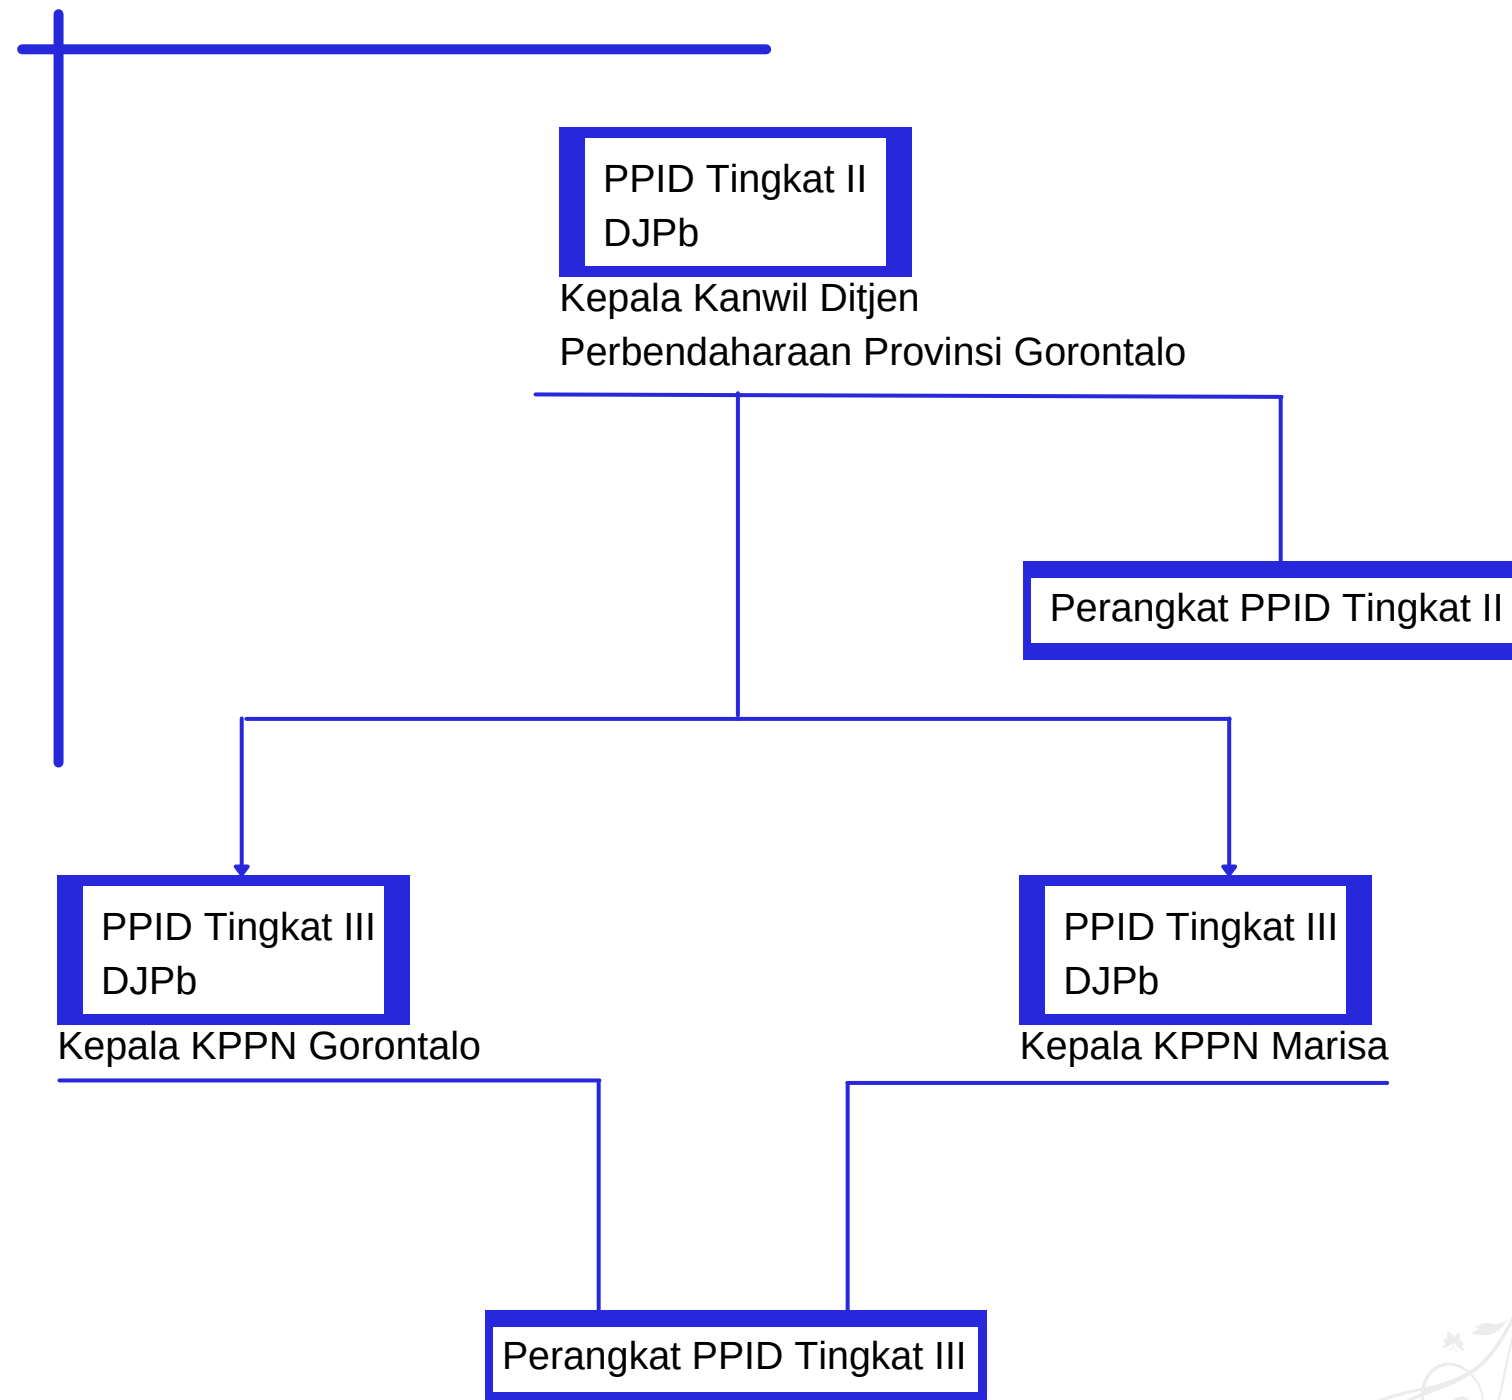 PPID Tingkat II
DJPb
Kepala Kanwil Ditjen
Perbendaharaan Provinsi Gorontalo
Perangkat PPID Tingkat II
PPID Tingkat III
DJPb
Kepala KPPN Gorontalo
PPID Tingkat III
DJPb
Kepala KPPN Marisa
Perangkat PPID Tingkat III